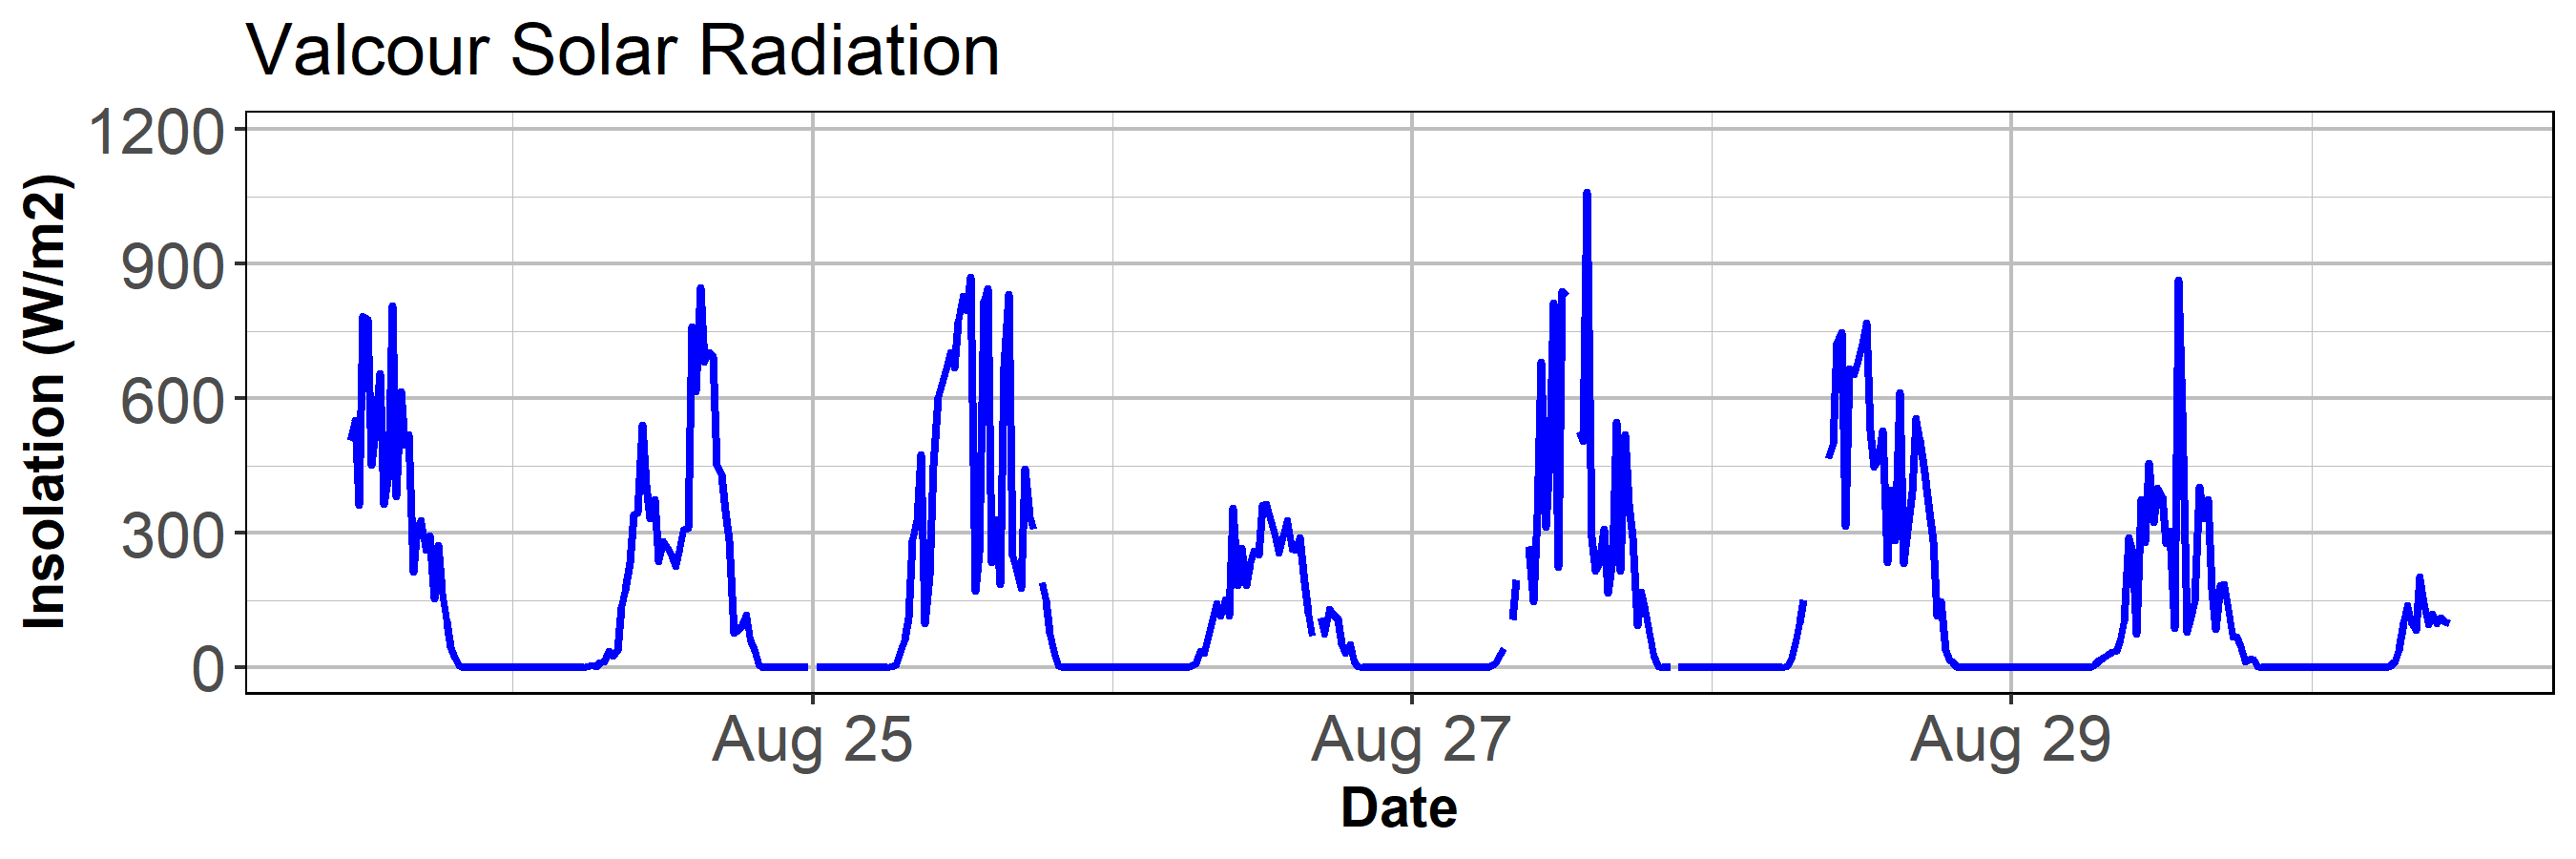 Valcour Solar Radiation
Insolation (W/m2)
1200
900
600
300
0
Aug 25
Aug 27
Aug 29
Date